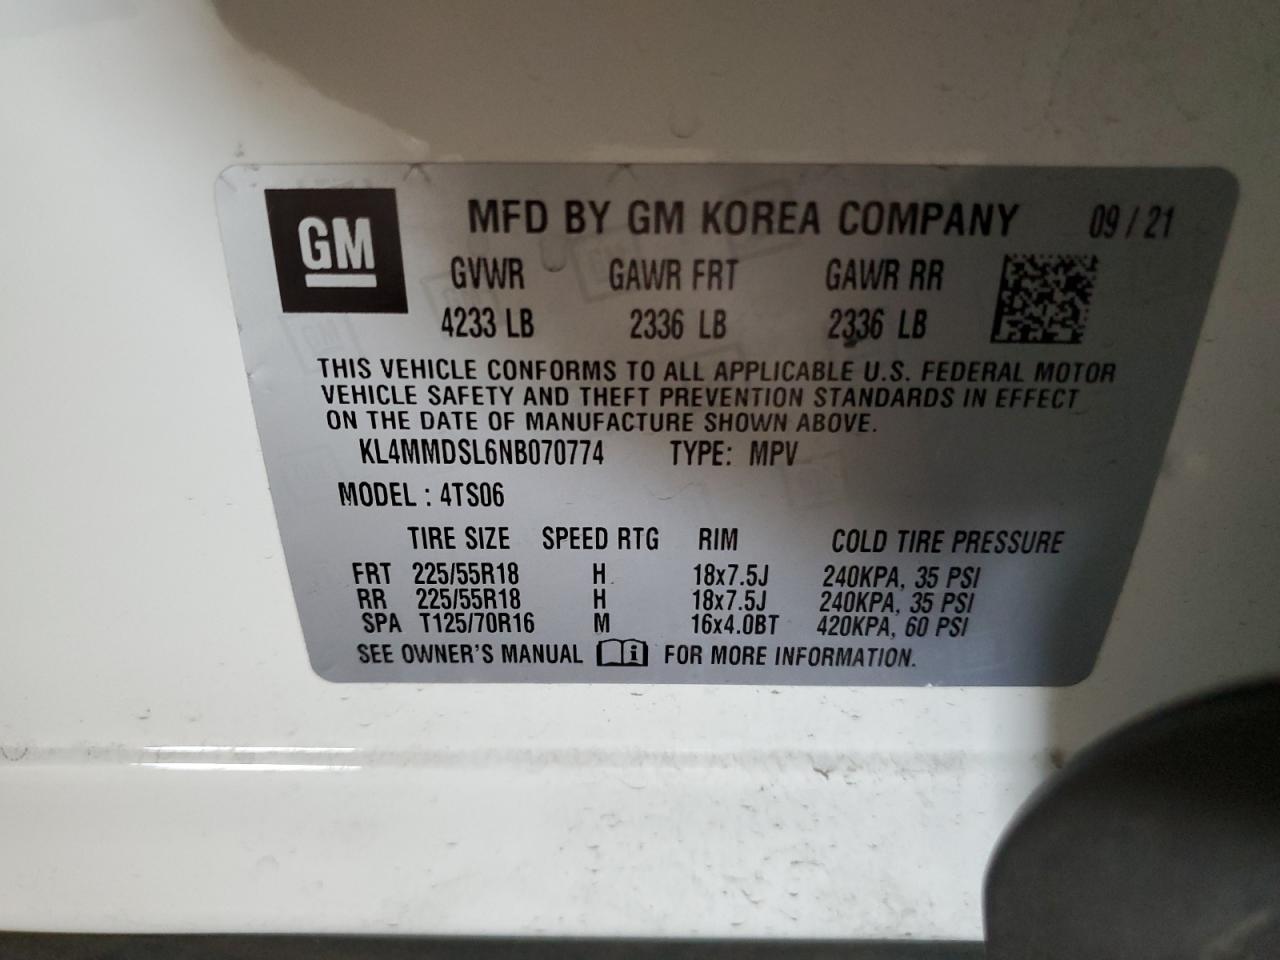 GM
MFD BY GM KOREA COMPANY 09 / 21
GVWR GAWR FRT GAWR RR
4233 LB 2336 LB 2336 LB
THIS VEHICLE CONFORMS TO ALL APPLICABLE U.S. FEDERAL MOTOR
VEHICLE SAFETY AND THEFT PREVENTION STANDARDS IN EFFECT
ON THE DATE OF MANUFACTURE SHOWN ABOVE.
KL4MMDSL6NB070774 TYPE: MPV
MODEL : 4TS06
TIRE SIZE SPEED RTG RIM COLD TIRE PRESSURE
FRT 225/55R18 H 18x7.5J 240KPA, 35 PSI
RR 225/55R18 H 18x7.5J 240KPA, 35 PSI
SPA T125/70R16 M 16x4.0BT 420KPA, 60 PSI
SEE OWNER'S MANUAL i FOR MORE INFORMATION.